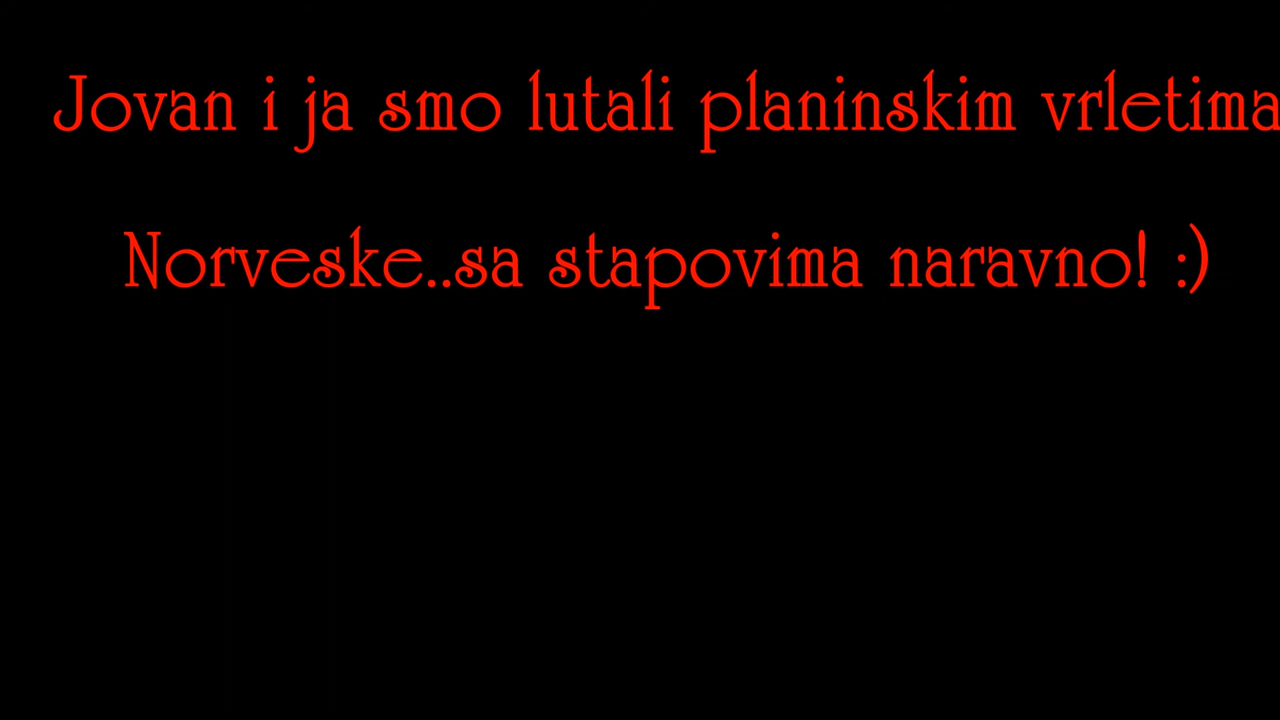 Jovan i ja smo lutali planinskim vrletima
Norveske..sa stapovima naravno! :)